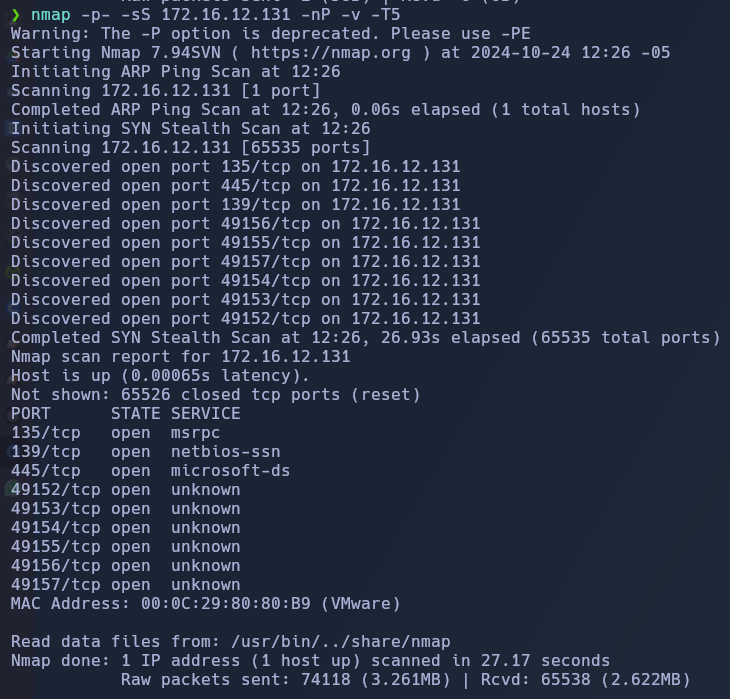 ❯ nmap -p- -sS 172.16.12.131 -nP -v -T5
Warning: The -P option is deprecated. Please use -PE
Starting Nmap 7.94SVN ( https://nmap.org ) at 2024-10-24 12:26 -05
Initiating ARP Ping Scan at 12:26
Scanning 172.16.12.131 [1 port]
Completed ARP Ping Scan at 12:26, 0.06s elapsed (1 total hosts)
Initiating SYN Stealth Scan at 12:26
Scanning 172.16.12.131 [65535 ports]
Discovered open port 135/tcp on 172.16.12.131
Discovered open port 445/tcp on 172.16.12.131
Discovered open port 139/tcp on 172.16.12.131
Discovered open port 49156/tcp on 172.16.12.131
Discovered open port 49155/tcp on 172.16.12.131
Discovered open port 49157/tcp on 172.16.12.131
Discovered open port 49154/tcp on 172.16.12.131
Discovered open port 49153/tcp on 172.16.12.131
Discovered open port 49152/tcp on 172.16.12.131
Completed SYN Stealth Scan at 12:26, 26.93s elapsed (65535 total ports)
Nmap scan report for 172.16.12.131
Host is up (0.00065s latency).
Not shown: 65526 closed tcp ports (reset)
PORT      STATE SERVICE
135/tcp   open  msrpc
139/tcp   open  netbios-ssn
445/tcp   open  microsoft-ds
49152/tcp open  unknown
49153/tcp open  unknown
49154/tcp open  unknown
49155/tcp open  unknown
49156/tcp open  unknown
49157/tcp open  unknown
MAC Address: 00:0C:29:80:80:B9 (VMware)

Read data files from: /usr/bin/../share/nmap
Nmap done: 1 IP address (1 host up) scanned in 27.17 seconds
           Raw packets sent: 74118 (3.261MB) | Rcvd: 65538 (2.622MB)